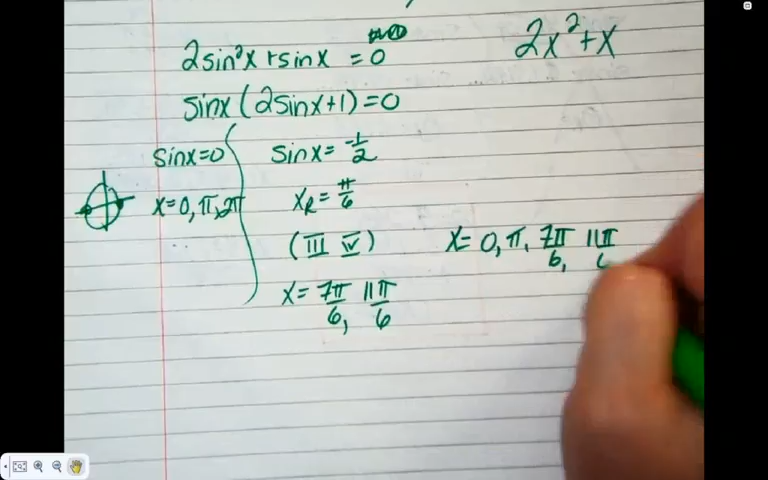 2sin²x + sinx = 0
2x² + x
sinx (2sinx+1) = 0
sinx = 0
sinx = -1/2
x = 0, π, 2π
x_R = π/6
(III IV)
x = 7π/6, 11π/6
x = 0, π, 7π/6, 11π/6